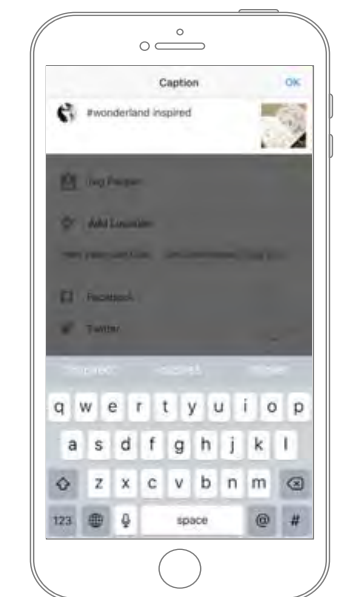 Caption OK
#wonderland inspired
Tag People
Add Location
Facebook
Twitter
q w e r t y u i o p
a s d f g h j k l
z x c v b n m
123 space @ #